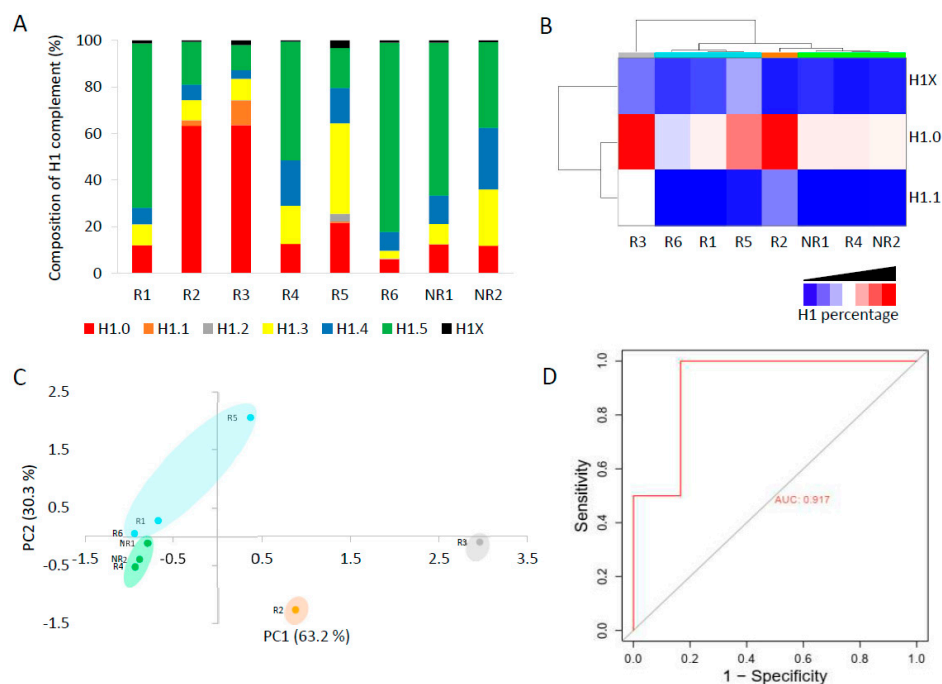 A
Composition of H1 complement (%)
100
80
60
40
20
0
R1 R2 R3 R4 R5 R6 NR1 NR2
H1.0 H1.1 H1.2 H1.3 H1.4 H1.5 H1X
B
H1X
H1.0
H1.1
R3 R6 R1 R5 R2 NR1 R4 NR2
H1 percentage
C
PC2 (30.3 %)
2.5
1.5
0.5
-0.5
-1.5
-1.5 -0.5 0.5 1.5 2.5 3.5
R5
R1
R6
NR1
NR2
R4
R3
R2
PC1 (63.2 %)
D
Sensitivity
1.0
0.8
0.6
0.4
0.2
0.0
AUC: 0.917
0.0 0.2 0.4 0.6 0.8 1.0
1 − Specificity